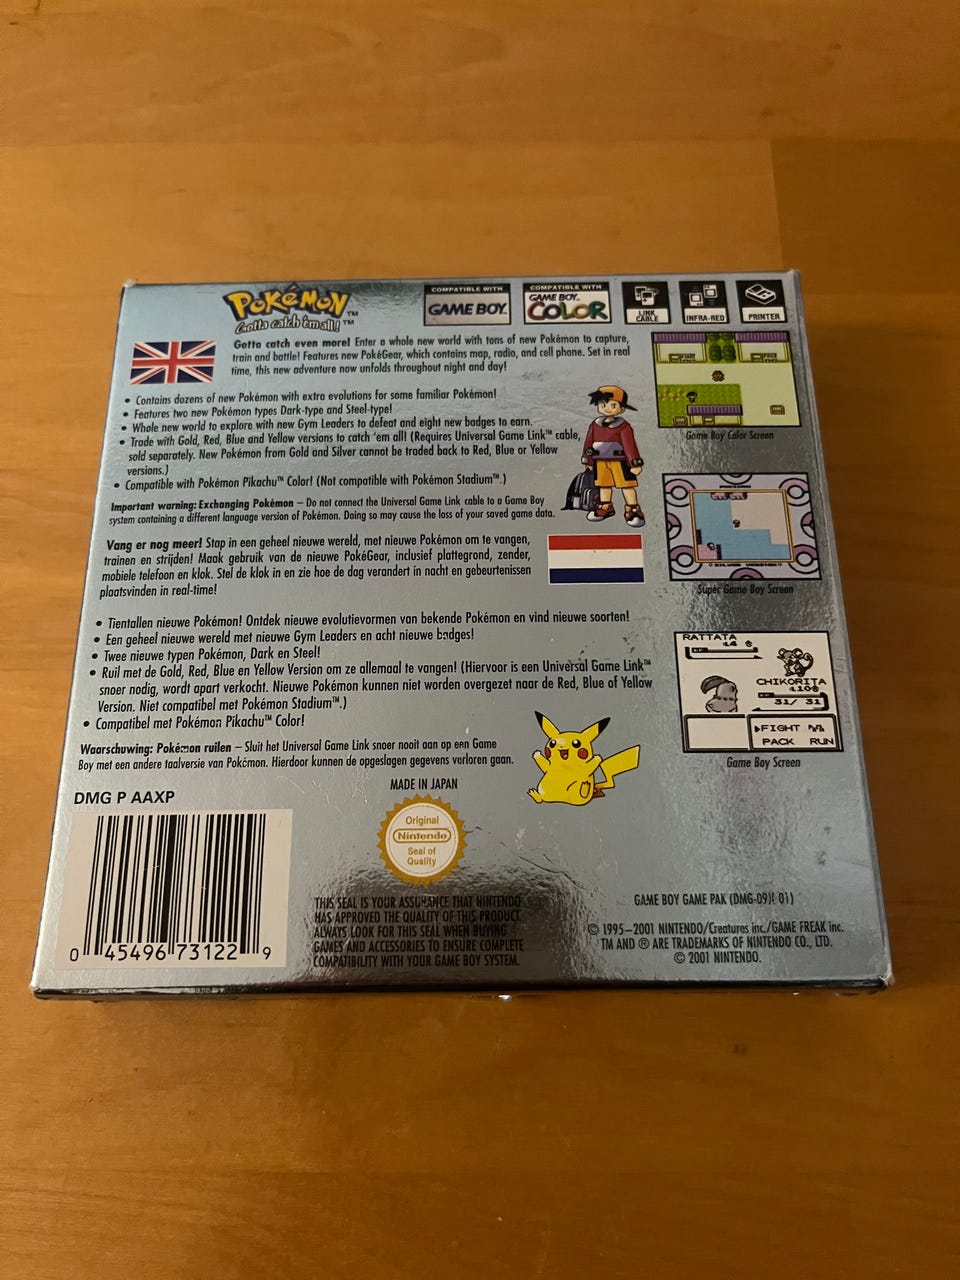 POKéMON™
Gotta catch 'em all!™
COMPATIBLE WITH
GAME BOY™
COMPATIBLE WITH
GAME BOY™
COLOR
LINK
CABLE
INFRA-RED
PRINTER
Gotta catch even more! Enter a whole new world with tons of new Pokémon to capture,
train and battle! Features new PokéGear, which contains map, radio, and cell phone. Set in real
time, this new adventure now unfolds throughout night and day!
• Contains dozens of new Pokémon with extra evolutions for some familiar Pokémon!
• Features two new Pokémon types Dark-type and Steel-type!
• Whole new world to explore with new Gym Leaders to defeat and eight new badges to earn.
• Trade with Gold, Red, Blue and Yellow versions to catch 'em all! (Requires Universal Game Link™ cable,
sold separately. New Pokémon from Gold and Silver cannot be traded back to Red, Blue or Yellow
versions.)
• Compatible with Pokémon Pikachu™ Color! (Not compatible with Pokémon Stadium™.)
Important warning: Exchanging Pokémon – Do not connect the Universal Game Link cable to a Game Boy
system containing a different language version of Pokémon. Doing so may cause the loss of your saved game data.
Game Boy Color Screen
Vang er nog meer! Stap in een geheel nieuwe wereld, met nieuwe Pokémon om te vangen,
trainen en strijden! Maak gebruik van de nieuwe PokéGear, inclusief plattegrond, zender,
mobiele telefoon en klok. Stel de klok in en zie hoe de dag verandert in nacht en gebeurtenissen
plaatsvinden in real-time!
Super Game Boy Screen
• Tientallen nieuwe Pokémon! Ontdek nieuwe evolutievormen van bekende Pokémon en vind nieuwe soorten!
• Een geheel nieuwe wereld met nieuwe Gym Leaders en acht nieuwe badges!
• Twee nieuwe typen Pokémon, Dark en Steel!
• Ruil met de Gold, Red, Blue en Yellow Version om ze allemaal te vangen! (Hiervoor is een Universal Game Link™
snoer nodig, wordt apart verkocht. Nieuwe Pokémon kunnen niet worden overgezet naar de Red, Blue of Yellow
Version. Niet compatibel met Pokémon Stadium™.)
• Compatibel met Pokémon Pikachu™ Color!
Waarschuwing: Pokémon ruilen – Sluit het Universal Game Link snoer nooit aan op een Game
Boy met een andere taalversie van Pokémon. Hierdoor kunnen de opgeslagen gegevens verloren gaan.
RATTATA
:L4
HP:
CHIKORITA
:L10
HP:
31/ 31
▶FIGHT PKMN
PACK RUN
Game Boy Screen
DMG P AAXP
0 45496 73122 9
MADE IN JAPAN
Original
Nintendo
Seal of
Quality
THIS SEAL IS YOUR ASSURANCE THAT NINTENDO
HAS APPROVED THE QUALITY OF THIS PRODUCT.
ALWAYS LOOK FOR THIS SEAL WHEN BUYING
GAMES AND ACCESSORIES TO ENSURE COMPLETE
COMPATIBILITY WITH YOUR GAME BOY SYSTEM.
GAME BOY GAME PAK (DMG-09)! 01)
© 1995–2001 NINTENDO/Creatures inc./GAME FREAK inc.
TM AND ® ARE TRADEMARKS OF NINTENDO CO., LTD.
© 2001 NINTENDO.